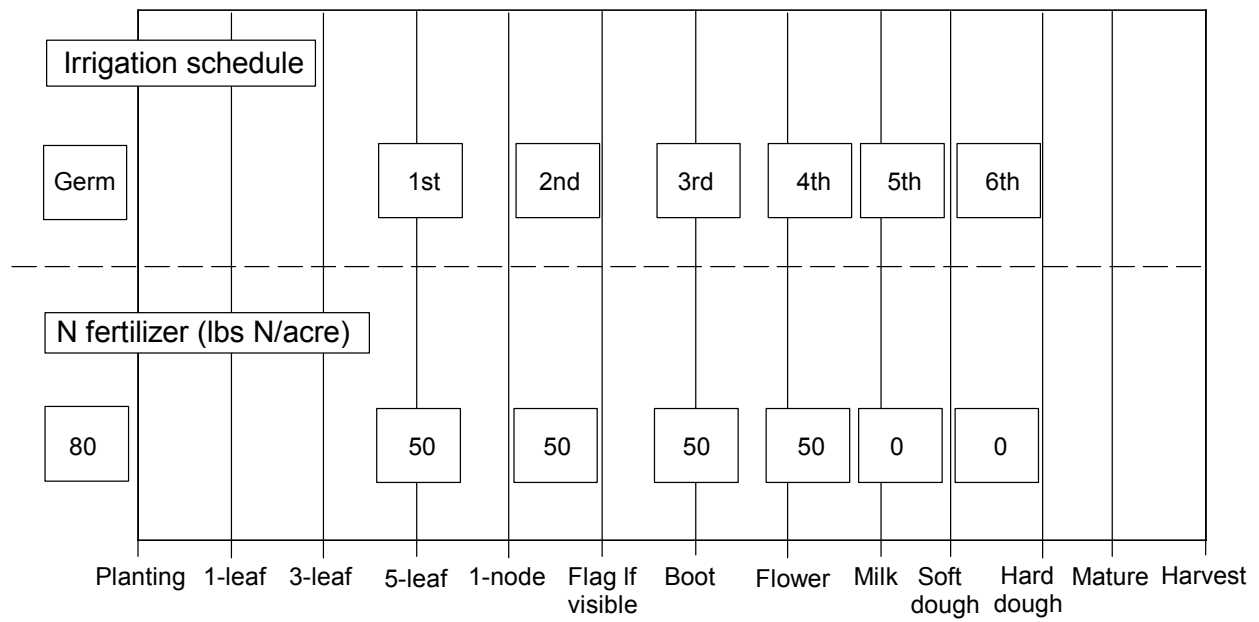 Irrigation schedule
Germ 1st 2nd 3rd 4th 5th 6th
N fertilizer (lbs N/acre)
80 50 50 50 50 0 0
Planting 1-leaf 3-leaf 5-leaf 1-node Flag lf Boot Flower Milk Soft Hard Mature Harvest
visible dough dough